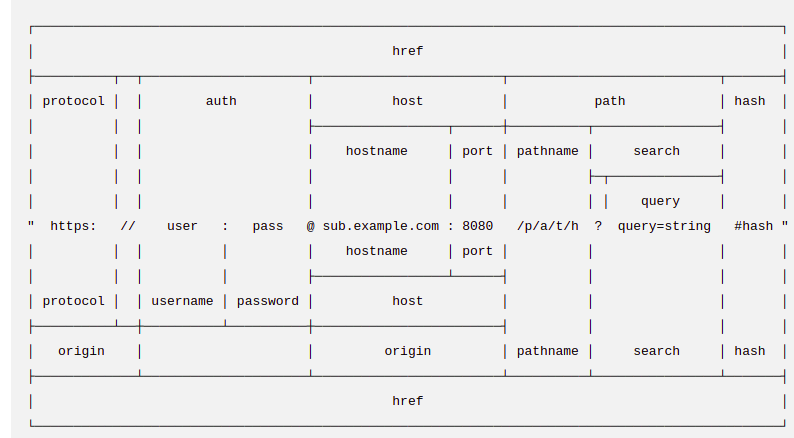 href
protocol auth host path hash
hostname port pathname search
query
" https: // user : pass @ sub.example.com : 8080 /p/a/t/h ? query=string #hash "
hostname port
protocol username password host
origin origin pathname search hash
href